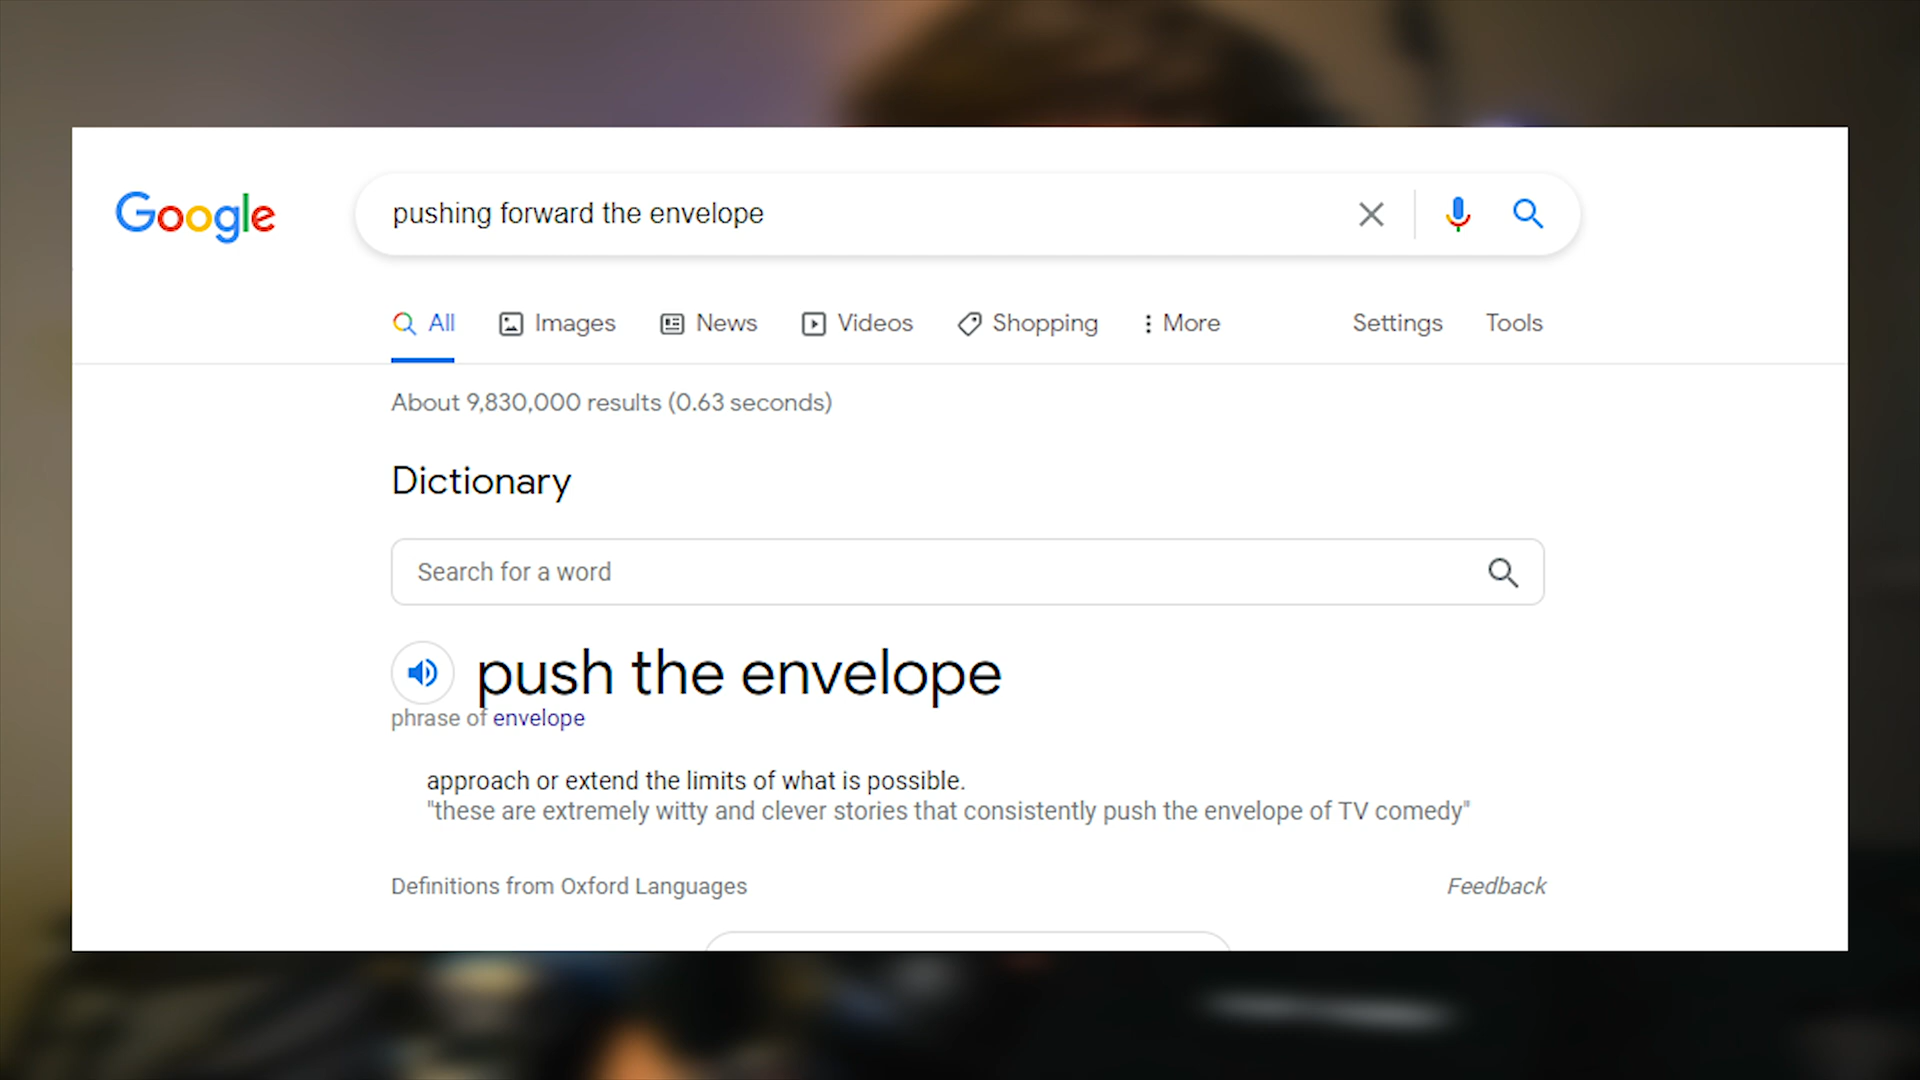 Google
pushing forward the envelope
All Images News Videos Shopping More Settings Tools
About 9,830,000 results (0.63 seconds)
Dictionary
Search for a word
push the envelope
phrase of envelope
approach or extend the limits of what is possible.
"these are extremely witty and clever stories that consistently push the envelope of TV comedy"
Definitions from Oxford Languages Feedback